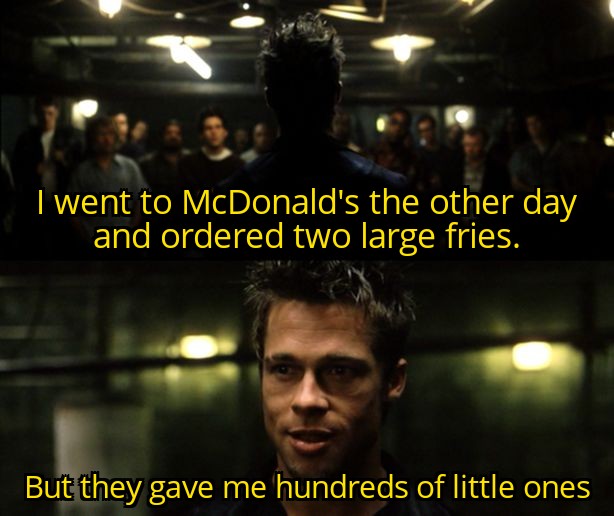 I went to McDonald's the other day
and ordered two large fries.
But they gave me hundreds of little ones